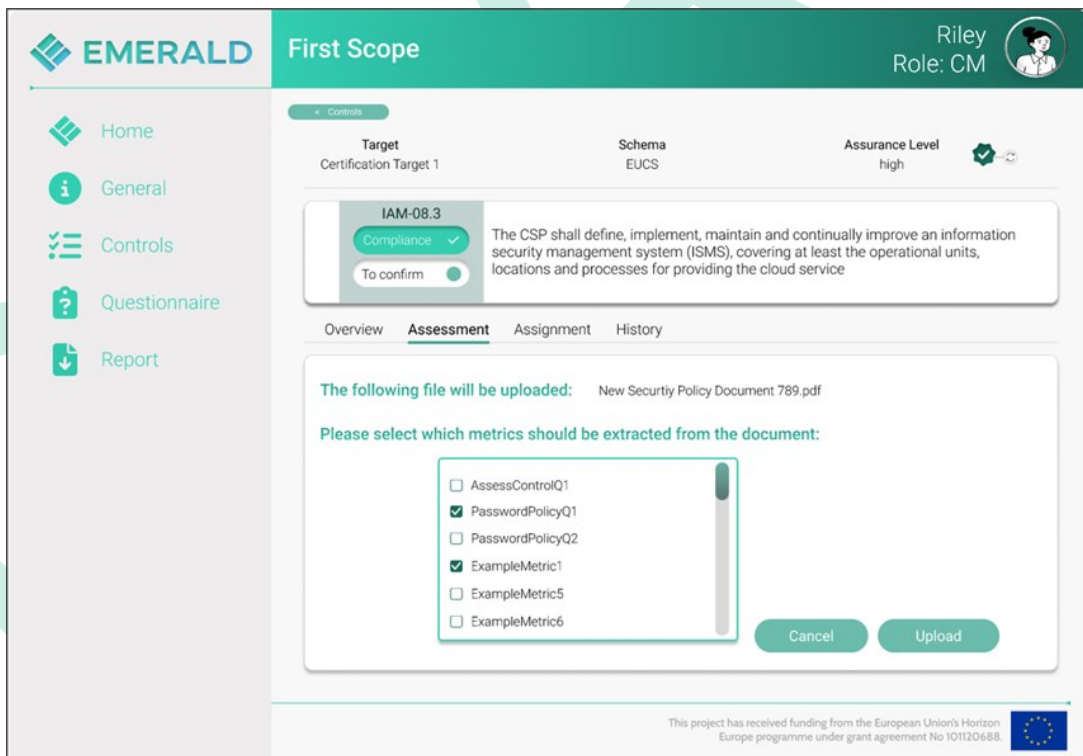 EMERALD
First Scope
Riley
Role: CM
Home
General
Controls
Questionnaire
Report
< Controls
Target
Certification Target 1
Schema
EUCS
Assurance Level
high
IAM-08.3
Compliance
To confirm
The CSP shall define, implement, maintain and continually improve an information
security management system (ISMS), covering at least the operational units,
locations and processes for providing the cloud service
Overview Assessment Assignment History
The following file will be uploaded: New Securtiy Policy Document 789.pdf
Please select which metrics should be extracted from the document:
AssessControlQ1
PasswordPolicyQ1
PasswordPolicyQ2
ExampleMetric1
ExampleMetric5
ExampleMetric6
Cancel Upload
This project has received funding from the European Union's Horizon
Europe programme under grant agreement No 101120688.